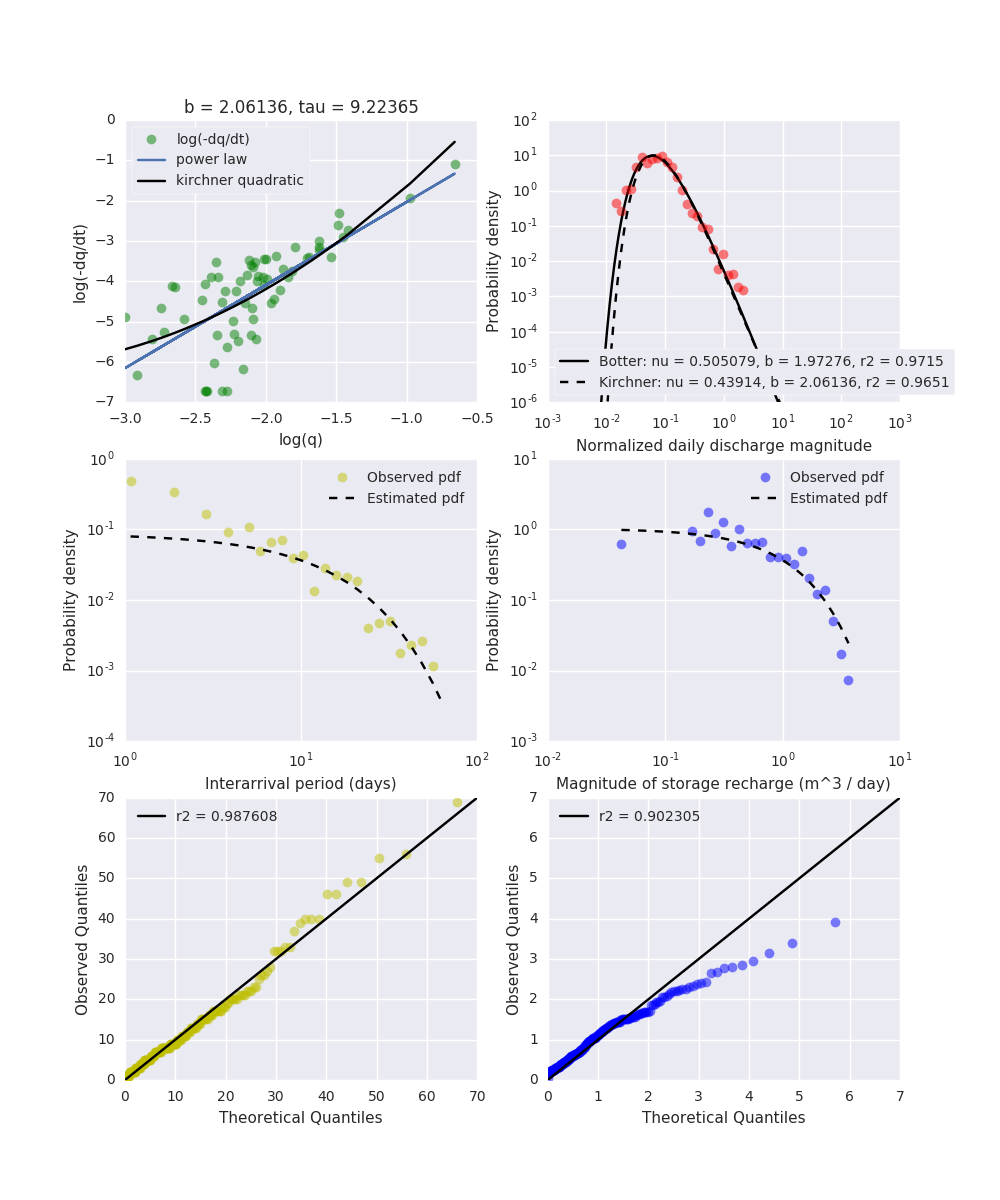 b = 2.06136, tau = 9.22365
0
−1
−2
−3
−4
−5
−6
−7
log(-dq/dt)
log(-dq/dt)
power law
kirchner quadratic
−3.0 −2.5 −2.0 −1.5 −1.0 −0.5
log(q)
10^2
10^1
10^0
10^-1
10^-2
10^-3
10^-4
10^-5
10^-6
Probability density
Botter: nu = 0.505079, b = 1.97276, r2 = 0.9715
Kirchner: nu = 0.43914, b = 2.06136, r2 = 0.9651
10^-3 10^-2 10^-1 10^0 10^1 10^2 10^3
Normalized daily discharge magnitude
10^0
10^-1
10^-2
10^-3
10^-4
Probability density
Observed pdf
Estimated pdf
10^0 10^1 10^2
Interarrival period (days)
10^1
10^0
10^-1
10^-2
10^-3
Probability density
Observed pdf
Estimated pdf
10^-2 10^-1 10^0 10^1
Magnitude of storage recharge (m^3 / day)
70
60
50
40
30
20
10
0
Observed Quantiles
r2 = 0.987608
0 10 20 30 40 50 60 70
Theoretical Quantiles
7
6
5
4
3
2
1
0
Observed Quantiles
r2 = 0.902305
0 1 2 3 4 5 6 7
Theoretical Quantiles